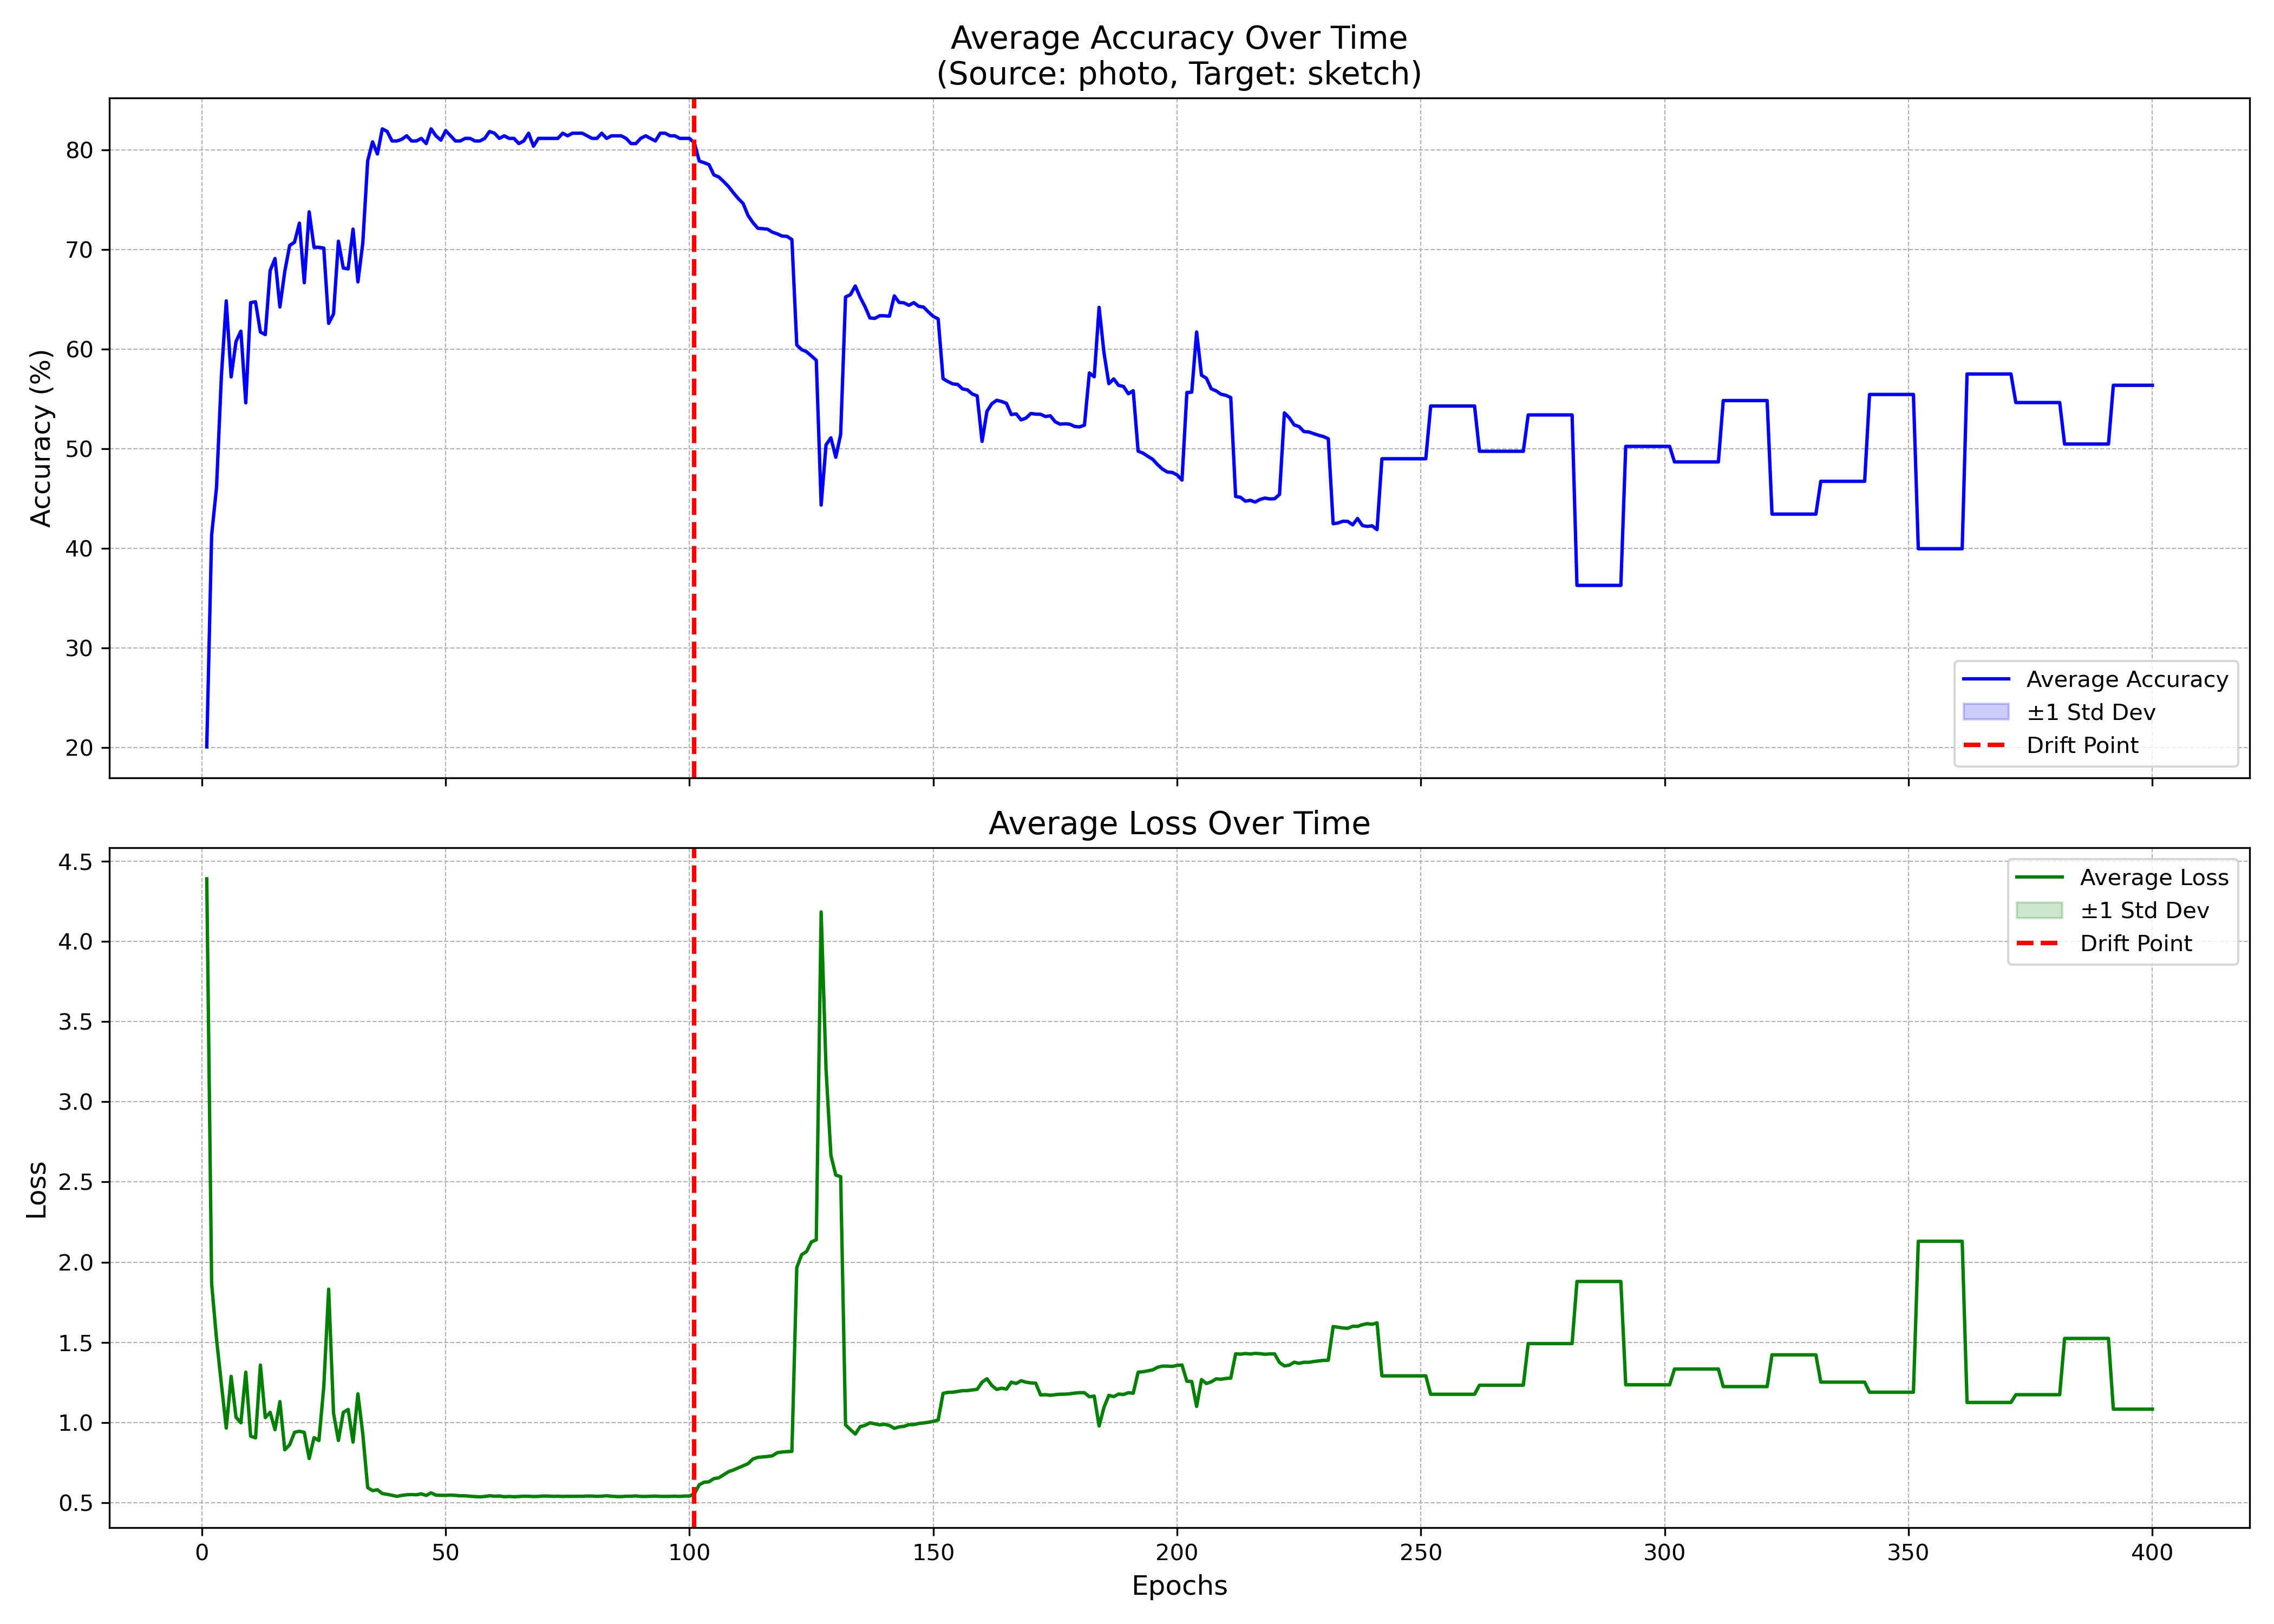 Average Accuracy Over Time
(Source: photo, Target: sketch)
Accuracy (%)
80
70
60
50
40
30
20
Average Accuracy
±1 Std Dev
Drift Point
Average Loss Over Time
Loss
4.5
4.0
3.5
3.0
2.5
2.0
1.5
1.0
0.5
Average Loss
±1 Std Dev
Drift Point
0 50 100 150 200 250 300 350 400
Epochs